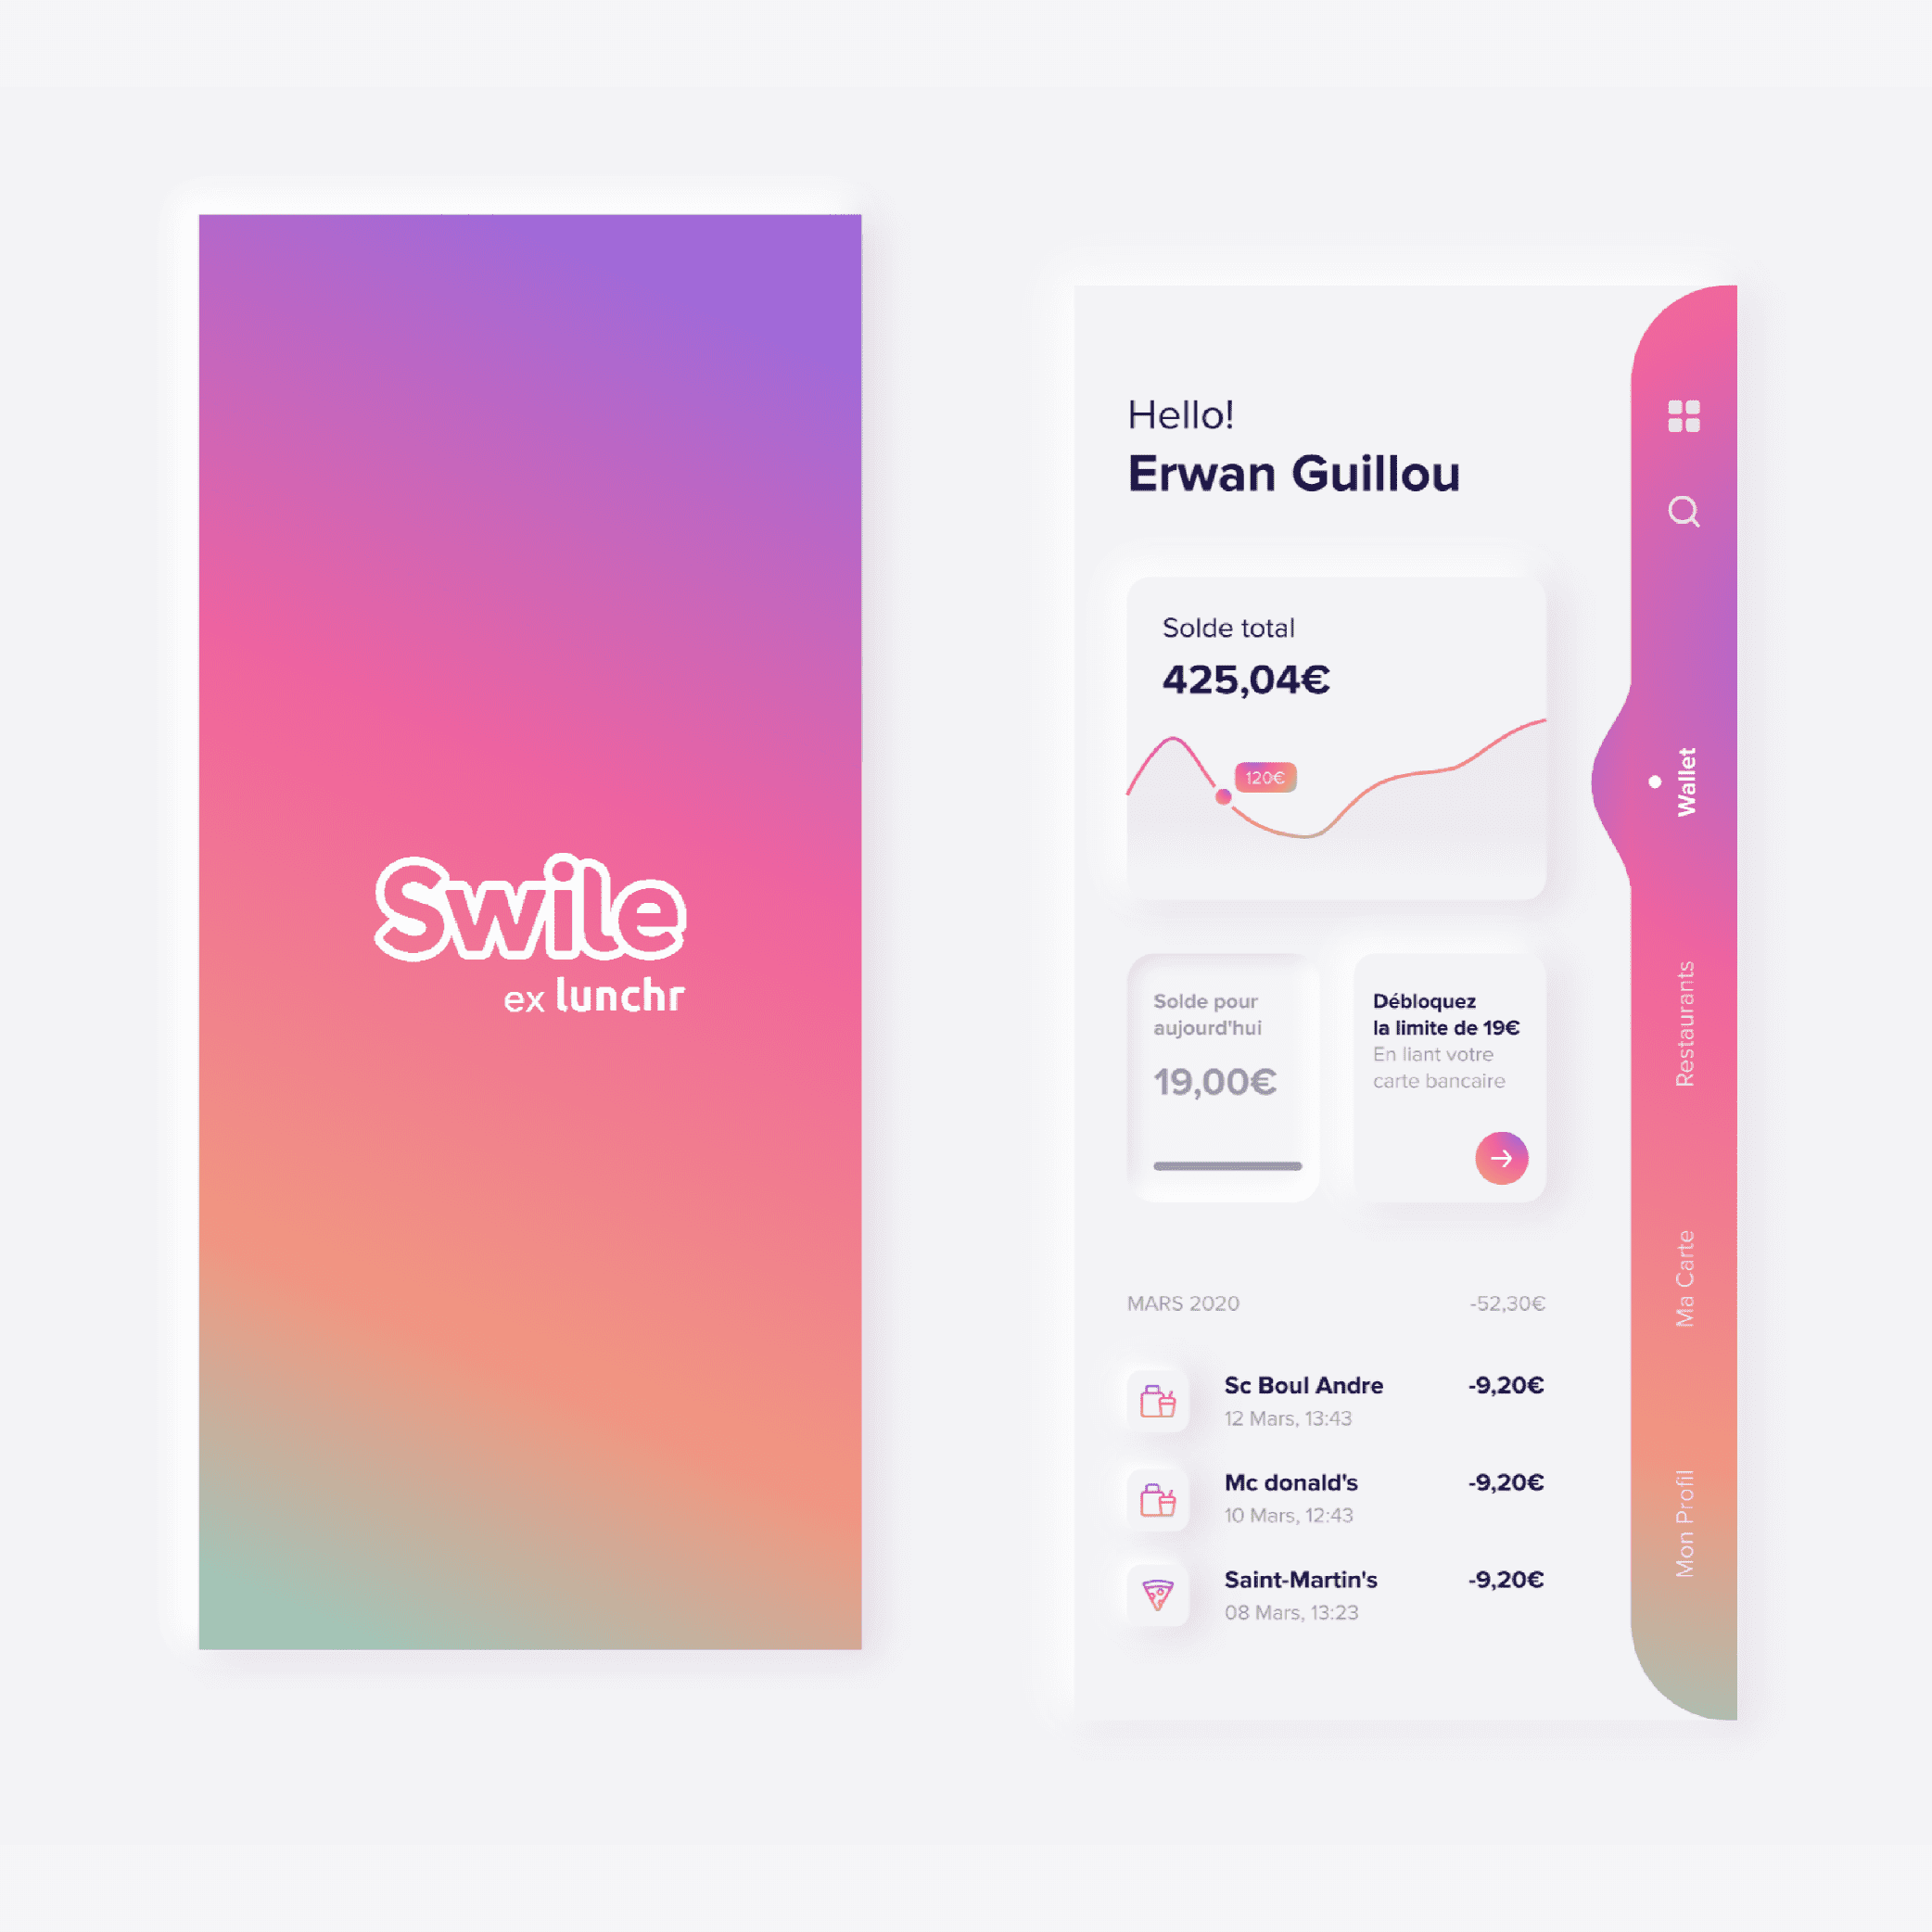 Swile
ex lunchr
Hello!
Erwan Guillou
Solde total
425,04€
120€
Solde pour
aujourd'hui
19,00€
Débloquez
la limite de 19€
En liant votre
carte bancaire
MARS 2020 -52,30€
Sc Boul Andre -9,20€
12 Mars, 13:43
Mc donald's -9,20€
10 Mars, 12:43
Saint-Martin's -9,20€
08 Mars, 13:23
Wallet
Restaurants
Ma Carte
Mon Profil